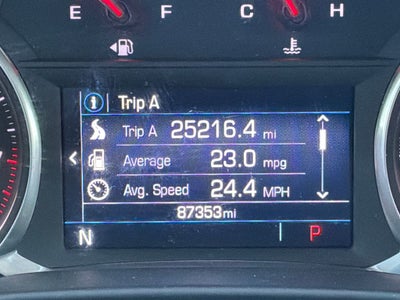 E F C H
Trip A
Trip A 25216.4 mi
Average 23.0 mpg
Avg. Speed 24.4 MPH
87353mi
N P